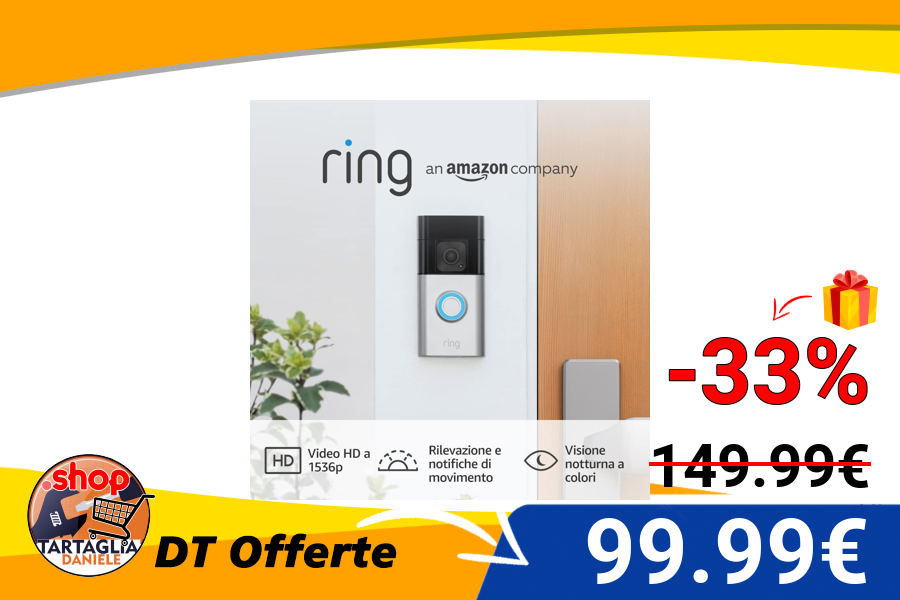 ring an amazon company
ring
HD
Video HD a
1536p
Rilevazione e
notifiche di
movimento
Visione
notturna a
colori
-33%
149.99€
99.99€
.shop
TARTAGLIA
DANIELE
DT Offerte